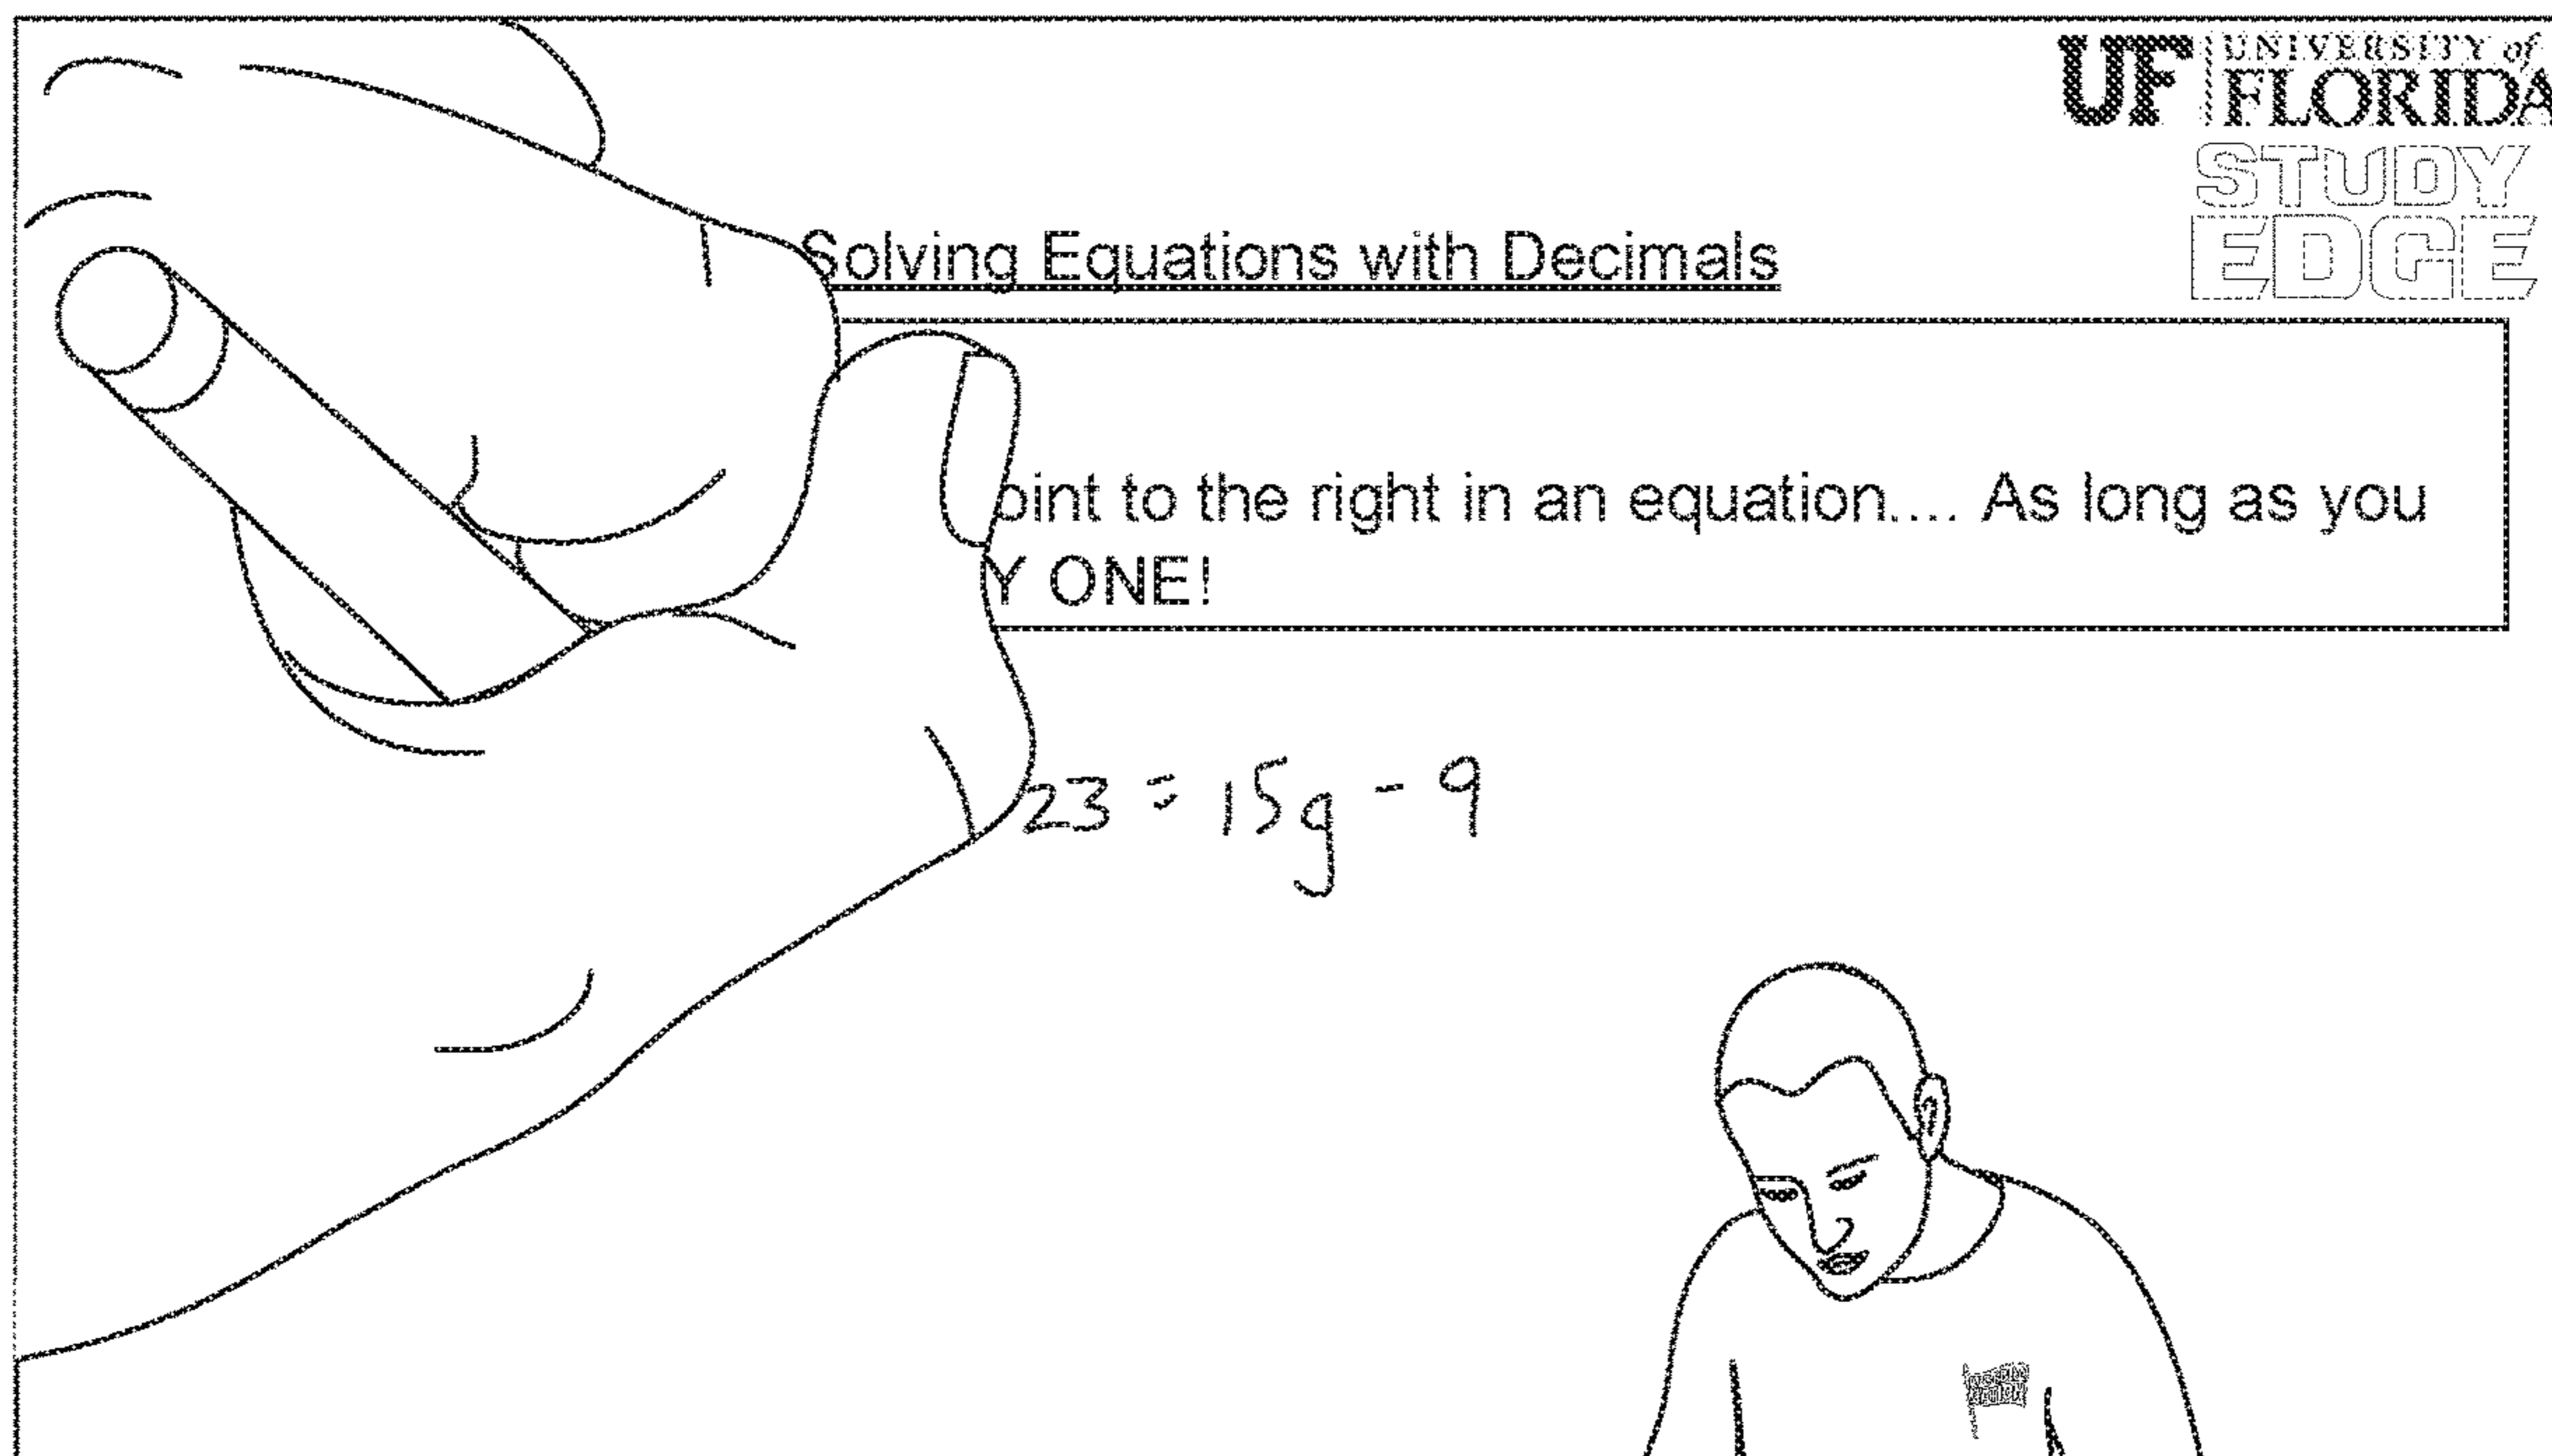 UF UNIVERSITY of
FLORIDA
STUDY
EDGE
Solving Equations with Decimals
oint to the right in an equation.... As long as you
Y ONE!
23 = 15g - 9